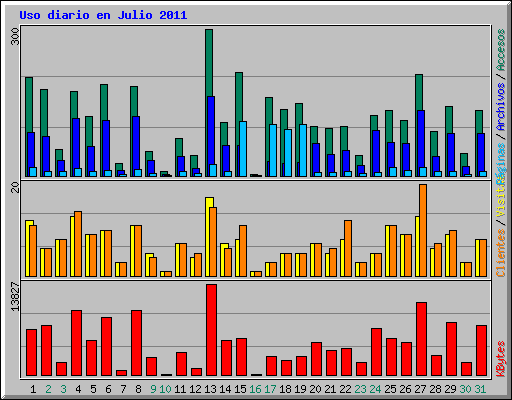 Uso diario en Julio 2011
300
20
13827
Clientes / Visitas
Páginas / Archivos / Accesos
KBytes
1 2 3 4 5 6 7 8 9 10 11 12 13 14 15 16 17 18 19 20 21 22 23 24 25 26 27 28 29 30 31